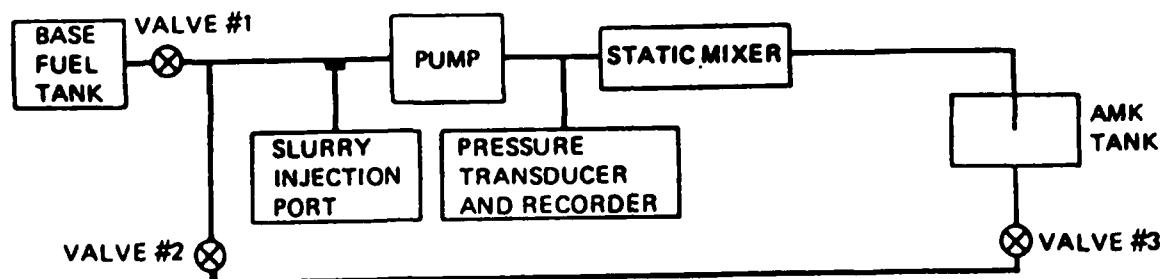 BASE
FUEL
TANK
VALVE #1
PUMP
STATIC MIXER
SLURRY
INJECTION
PORT
PRESSURE
TRANSDUCER
AND RECORDER
AMK
TANK
VALVE #2
VALVE #3